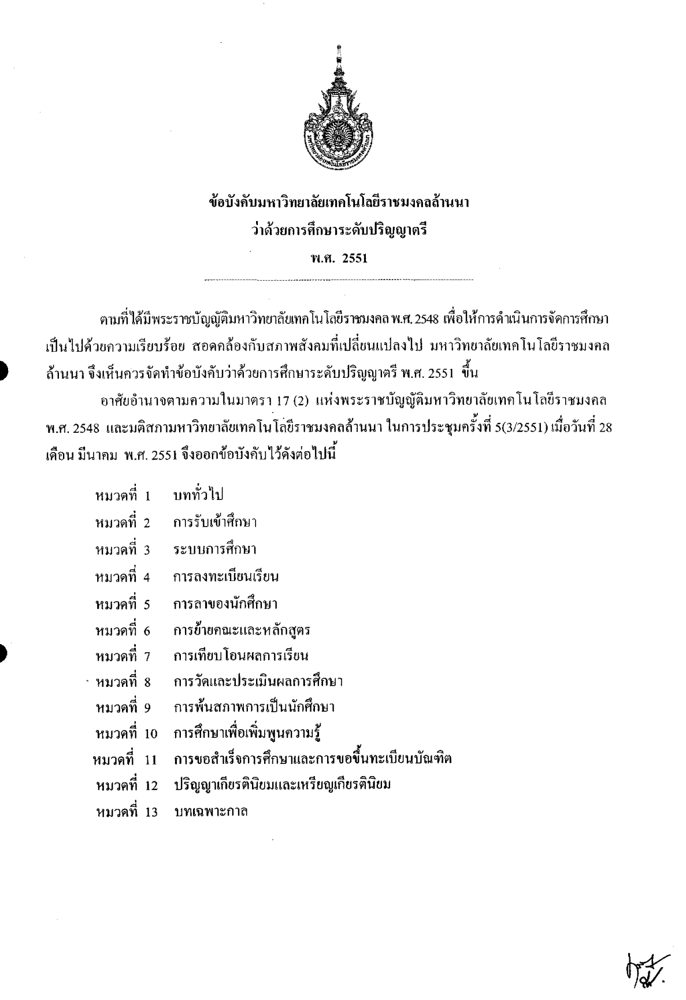 มหาวิทยาลัยเทคโนโลยีราชมงคลล้านนา
ข้อบังคับมหาวิทยาลัยเทคโนโลยีราชมงคลล้านนา
ว่าด้วยการศึกษาระดับปริญญาตรี
พ.ศ. 2551
ตามที่ได้มีพระราชบัญญัติมหาวิทยาลัยเทคโนโลยีราชมงคล พ.ศ. 2548 เพื่อให้การดำเนินการจัดการศึกษา
เป็นไปด้วยความเรียบร้อย สอดคล้องกับสภาพสังคมที่เปลี่ยนแปลงไป มหาวิทยาลัยเทคโนโลยีราชมงคล
ล้านนา จึงเห็นควรจัดทำข้อบังคับว่าด้วยการศึกษาระดับปริญญาตรี พ.ศ. 2551 ขึ้น
อาศัยอำนาจตามความในมาตรา 17 (2) แห่งพระราชบัญญัติมหาวิทยาลัยเทคโนโลยีราชมงคล
พ.ศ. 2548 และมติสภามหาวิทยาลัยเทคโนโลยีราชมงคลล้านนา ในการประชุมครั้งที่ 5(3/2551) เมื่อวันที่ 28
เดือน มีนาคม พ.ศ. 2551 จึงออกข้อบังคับไว้ดังต่อไปนี้
หมวดที่ 1 บททั่วไป
หมวดที่ 2 การรับเข้าศึกษา
หมวดที่ 3 ระบบการศึกษา
หมวดที่ 4 การลงทะเบียนเรียน
หมวดที่ 5 การลาของนักศึกษา
หมวดที่ 6 การย้ายคณะและหลักสูตร
หมวดที่ 7 การเทียบโอนผลการเรียน
หมวดที่ 8 การวัดและประเมินผลการศึกษา
หมวดที่ 9 การพ้นสภาพการเป็นนักศึกษา
หมวดที่ 10 การศึกษาเพื่อเพิ่มพูนความรู้
หมวดที่ 11 การขอสำเร็จการศึกษาและการขอขึ้นทะเบียนบัณฑิต
หมวดที่ 12 ปริญญาเกียรตินิยมและเหรียญเกียรตินิยม
หมวดที่ 13 บทเฉพาะกาล